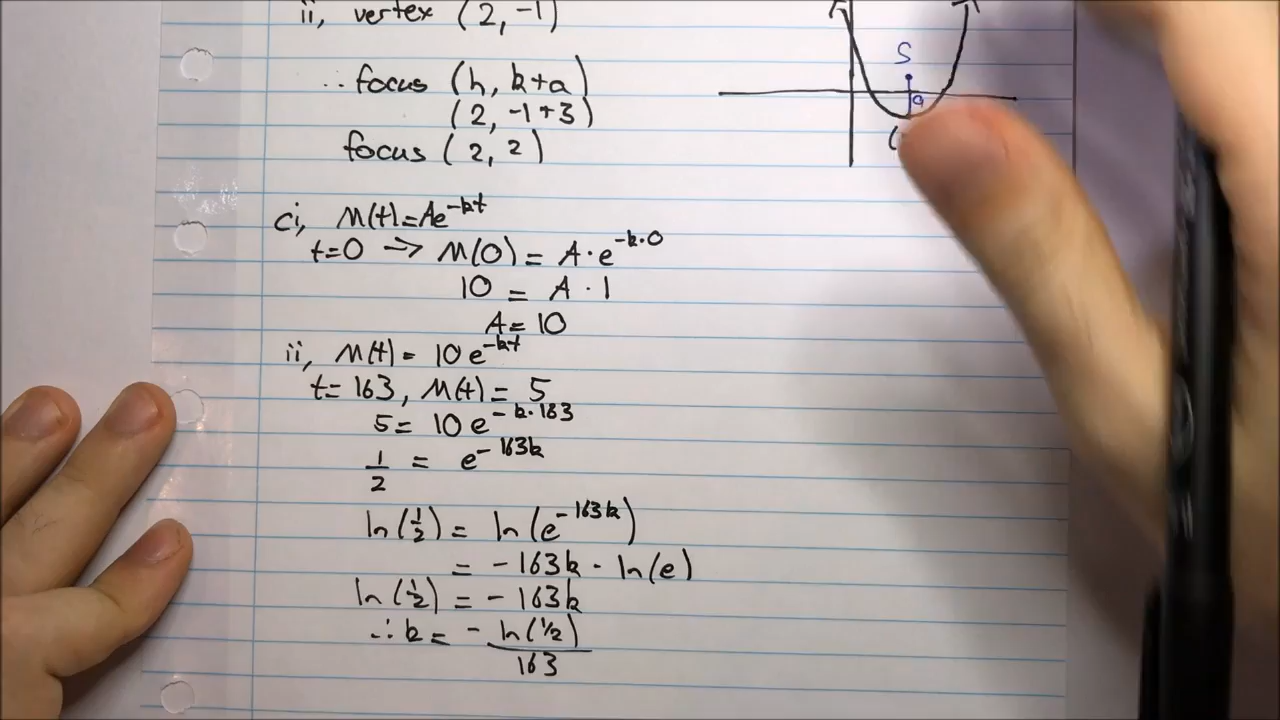 ii, vertex (2, -1)
∴ focus (h, k+a)
(2, -1+3)
focus (2, 2)
S
a
(
ci, M(t)=Ae^-kt
t=0 → M(0) = A·e^-k·0
10 = A · 1
A = 10
ii, M(t) = 10e^-kt
t= 163, M(t) = 5
5 = 10e^-k·163
1/2 = e^-163k
ln(1/2) = ln(e^-163k)
= -163k · ln(e)
ln(1/2) = -163k
∴ k = - ln(1/2)/163